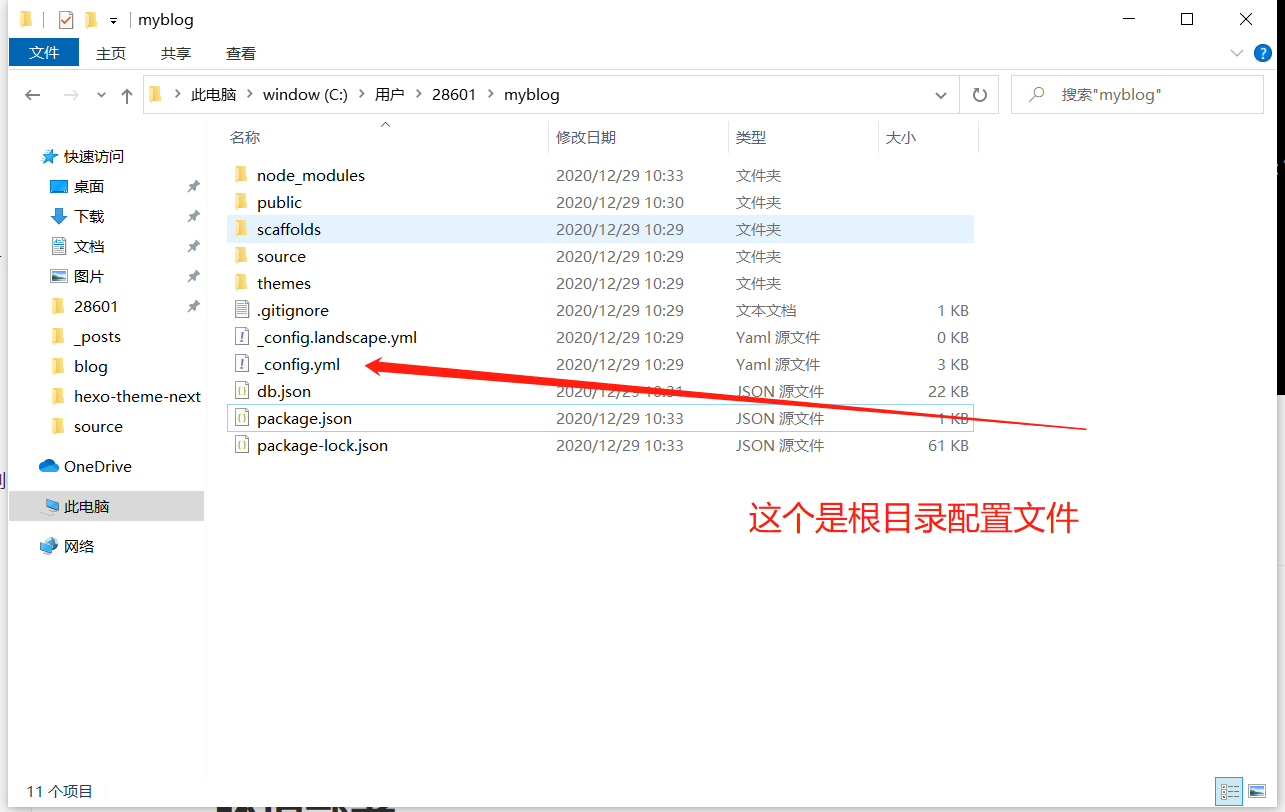 myblog
文件 主页 共享 查看
此电脑 window (C:) 用户 28601 myblog
搜索"myblog"
名称 修改日期 类型 大小
快速访问
桌面
下载
文档
图片
28601
_posts
blog
hexo-theme-next
source
OneDrive
此电脑
网络
node_modules 2020/12/29 10:33 文件夹
public 2020/12/29 10:30 文件夹
scaffolds 2020/12/29 10:29 文件夹
source 2020/12/29 10:29 文件夹
themes 2020/12/29 10:29 文件夹
.gitignore 2020/12/29 10:29 文本文档 1 KB
_config.landscape.yml 2020/12/29 10:29 Yaml 源文件 0 KB
_config.yml 2020/12/29 10:29 Yaml 源文件 3 KB
db.json 2020/12/29 10:31 JSON 源文件 22 KB
package.json 2020/12/29 10:33 JSON 源文件 1 KB
package-lock.json 2020/12/29 10:33 JSON 源文件 61 KB
这个是根目录配置文件
11 个项目